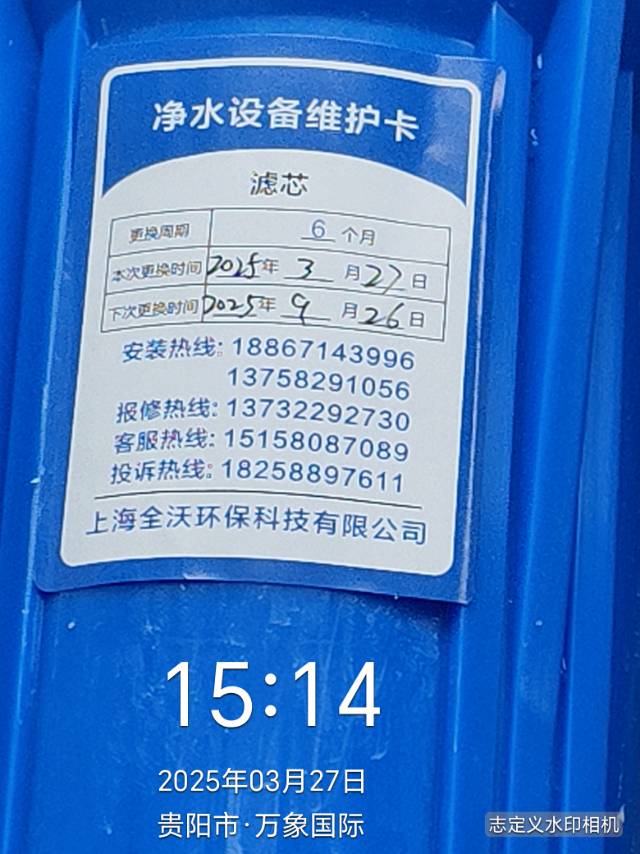 净水设备维护卡
滤芯
更换周期 6 个月
本次更换时间 2025年 3 月 27 日
下次更换时间 2025年 9 月 26 日
安装热线: 18867143996
13758291056
报修热线: 13732292730
客服热线: 15158087089
投诉热线: 18258897611
上海全沃环保科技有限公司
15:14
2025年03月27日
贵阳市·万象国际
志定义水印相机